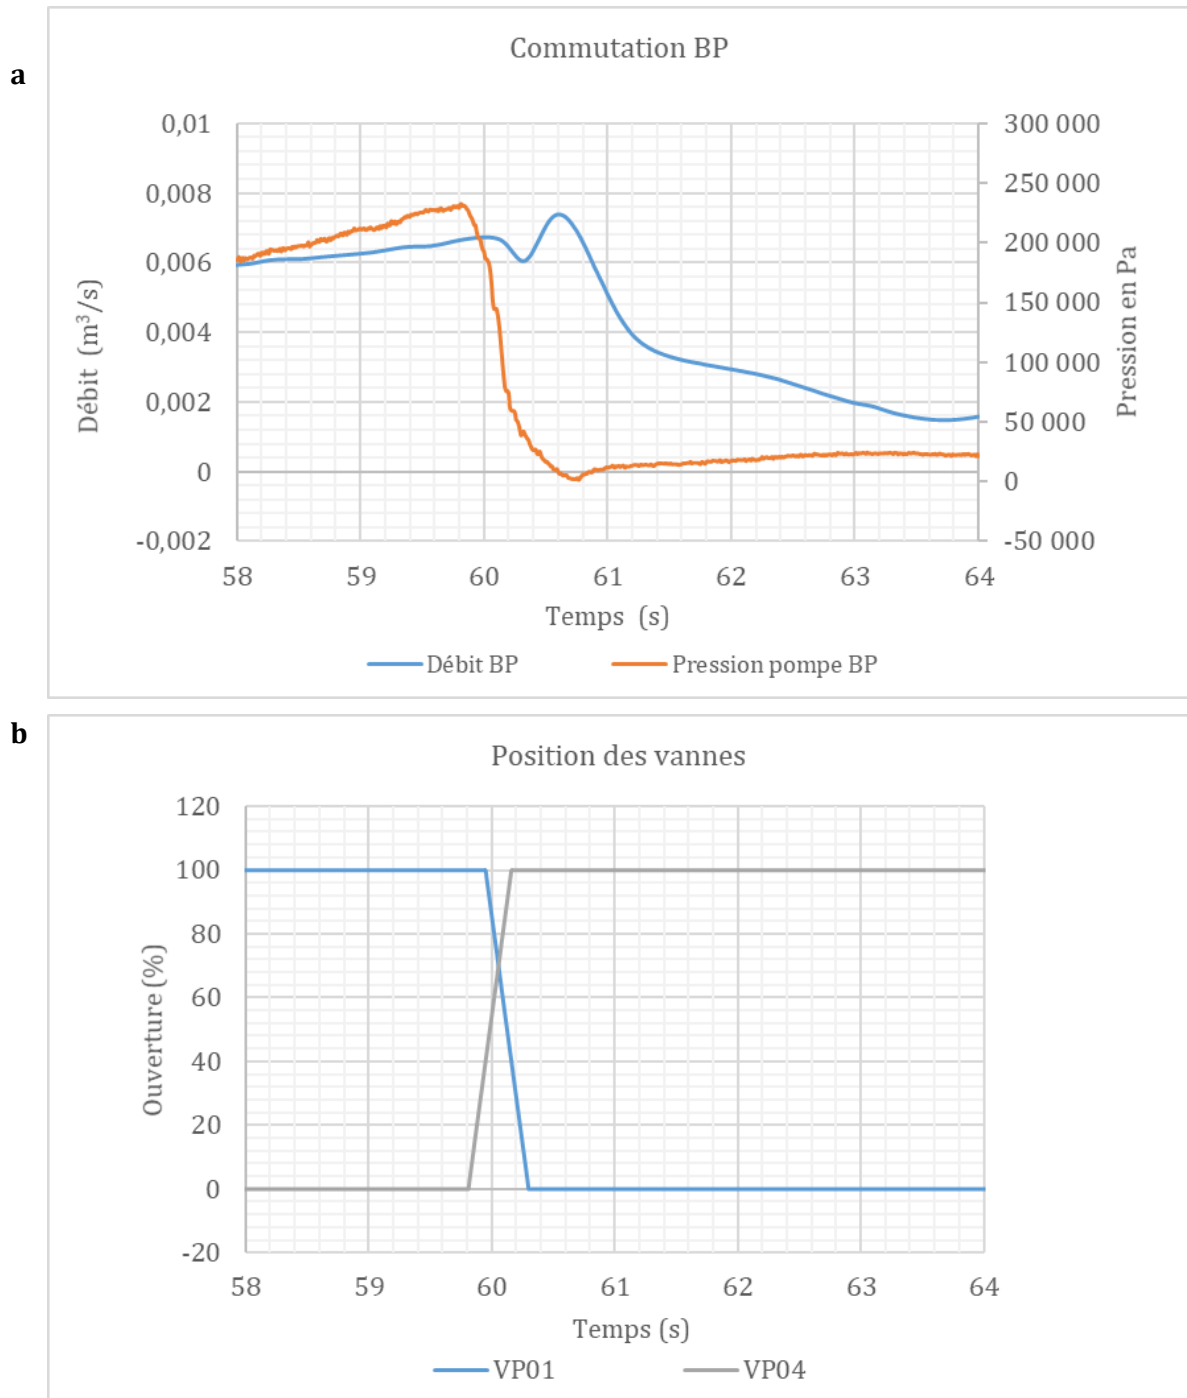 a
Commutation BP
0,01
0,008
0,006
0,004
0,002
0
-0,002
Débit (m³/s)
300 000
250 000
200 000
150 000
100 000
50 000
0
-50 000
Pression en Pa
58 59 60 61 62 63 64
Temps (s)
Débit BP Pression pompe BP
b
Position des vannes
120
100
80
60
40
20
0
-20
Ouverture (%)
58 59 60 61 62 63 64
Temps (s)
VP01 VP04